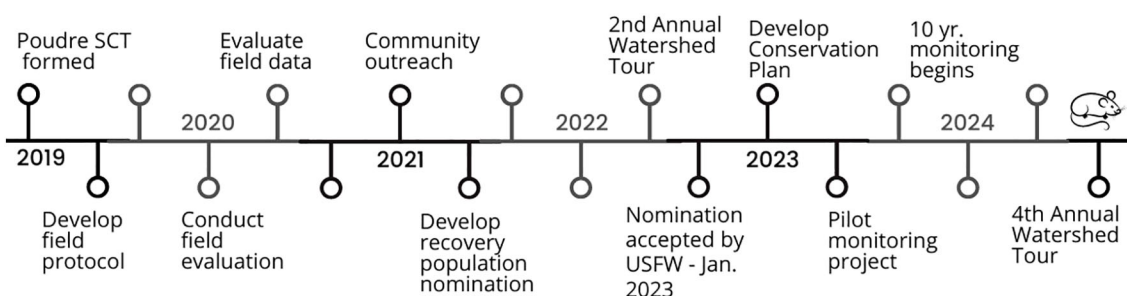 Poudre SCT
formed
Evaluate
field data
Community
outreach
2nd Annual
Watershed
Tour
Develop
Conservation
Plan
10 yr.
monitoring
begins
2019
2020
2021
2022
2023
2024
Develop
field
protocol
Conduct
field
evaluation
Develop
recovery
population
nomination
Nomination
accepted by
USFW - Jan.
2023
Pilot
monitoring
project
4th Annual
Watershed
Tour